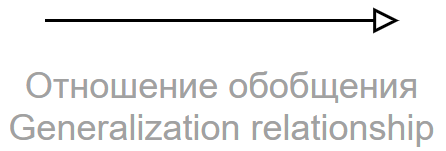 Отношение обобщения
Generalization relationship